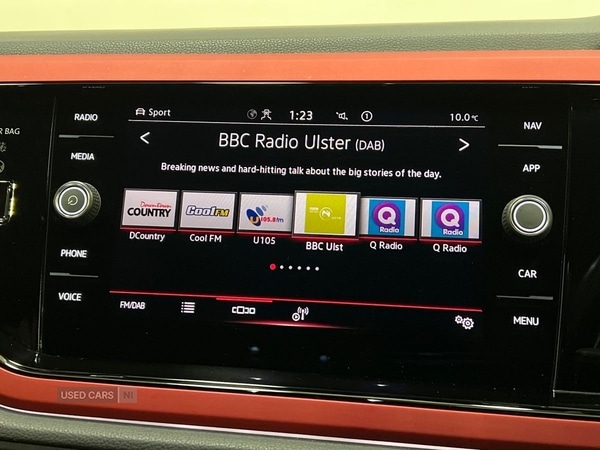 R BAG
RADIO
MEDIA
PHONE
VOICE
Sport
1:23
10.0°C
BBC Radio Ulster (DAB)
Breaking news and hard-hitting talk about the big stories of the day.
Downtown
COUNTRY
Cool FM
U105.8fm
Q
Radio
Q
Radio
DCountry
Cool FM
U105
BBC Ulst
Q Radio
Q Radio
FM/DAB
NAV
APP
CAR
MENU
USED CARS NI